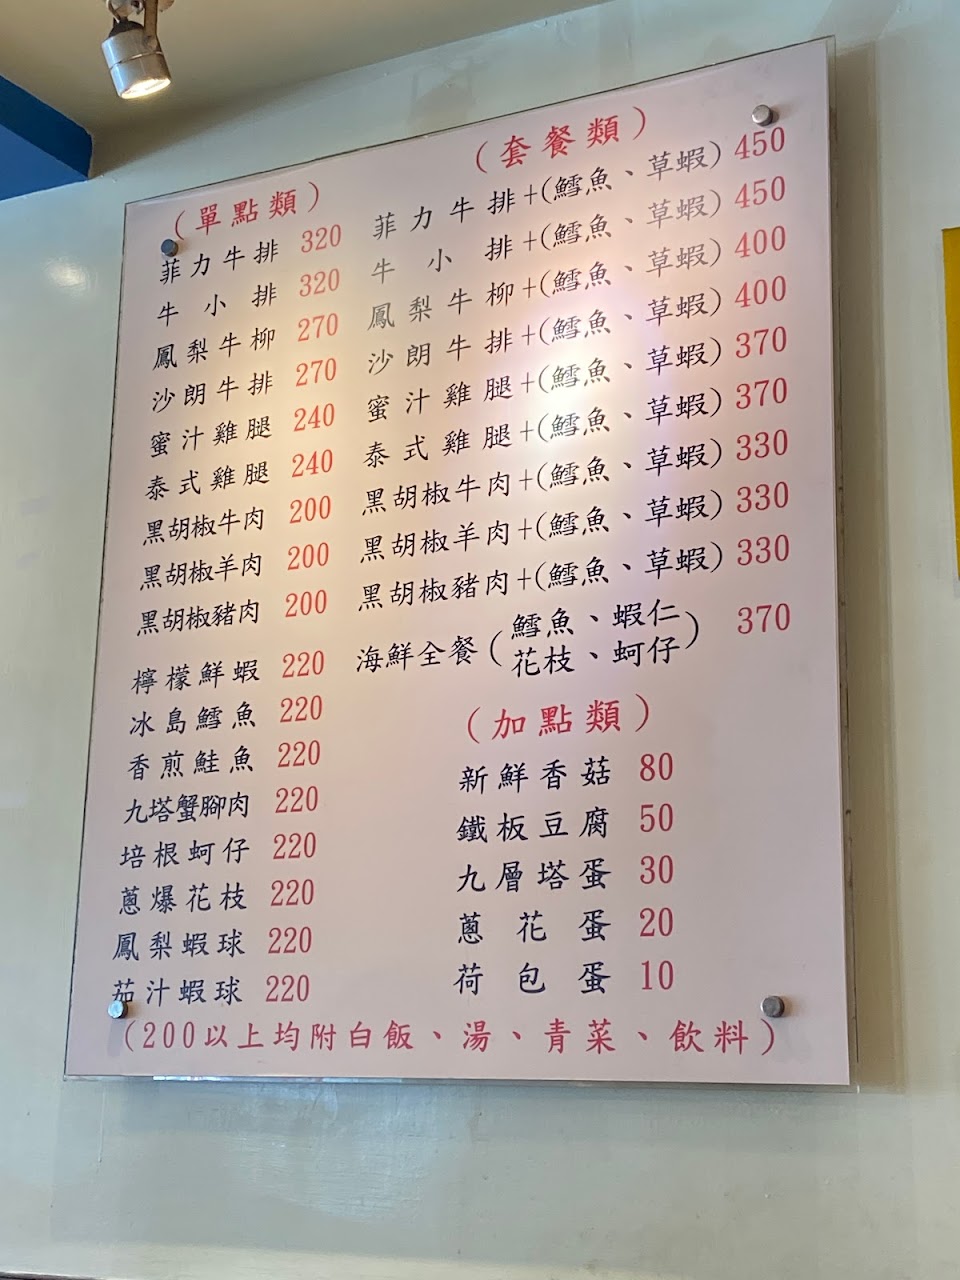 (單點類)
菲力牛排 320
牛小排 320
鳳梨牛柳 270
沙朗牛排 270
蜜汁雞腿 240
泰式雞腿 240
黑胡椒牛肉 200
黑胡椒羊肉 200
黑胡椒豬肉 200
檸檬鮮蝦 220
冰島鱈魚 220
香煎鮭魚 220
九塔蟹腳肉 220
培根蚵仔 220
蔥爆花枝 220
鳳梨蝦球 220
茄汁蝦球 220
(套餐類)
菲力牛排+(鱈魚、草蝦) 450
牛小排+(鱈魚、草蝦) 450
鳳梨牛柳+(鱈魚、草蝦) 400
沙朗牛排+(鱈魚、草蝦) 400
蜜汁雞腿+(鱈魚、草蝦) 370
泰式雞腿+(鱈魚、草蝦) 370
黑胡椒牛肉+(鱈魚、草蝦) 330
黑胡椒羊肉+(鱈魚、草蝦) 330
黑胡椒豬肉+(鱈魚、草蝦) 330
海鮮全餐(鱈魚、蝦仁
花枝、蚵仔) 370
(加點類)
新鮮香菇 80
鐵板豆腐 50
九層塔蛋 30
蔥花蛋 20
荷包蛋 10
(200以上均附白飯、湯、青菜、飲料)